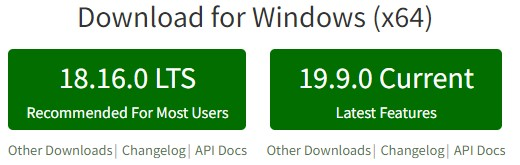 Download for Windows (x64)
18.16.0 LTS
Recommended For Most Users
19.9.0 Current
Latest Features
Other Downloads| Changelog| API Docs
Other Downloads| Changelog| API Docs